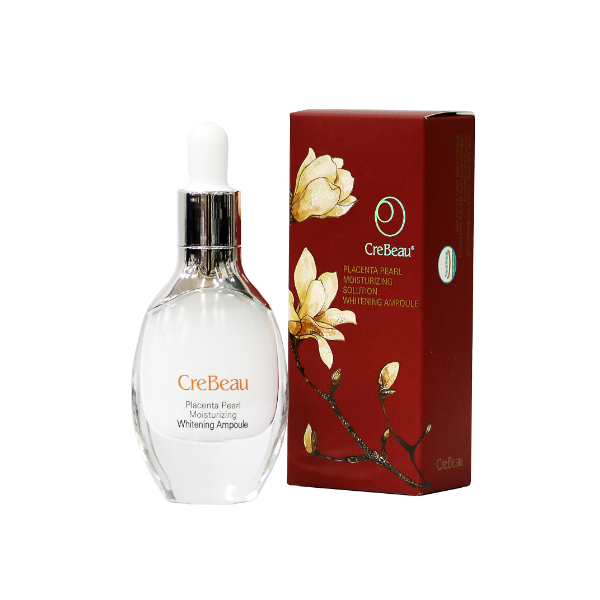 CreBeau
Placenta Pearl
Moisturizing
Whitening Ampoule
CreBeau®
PLACENTA PEARL
MOISTURIZING
SOLUTION
WHITENING AMPOULE
CreBeau